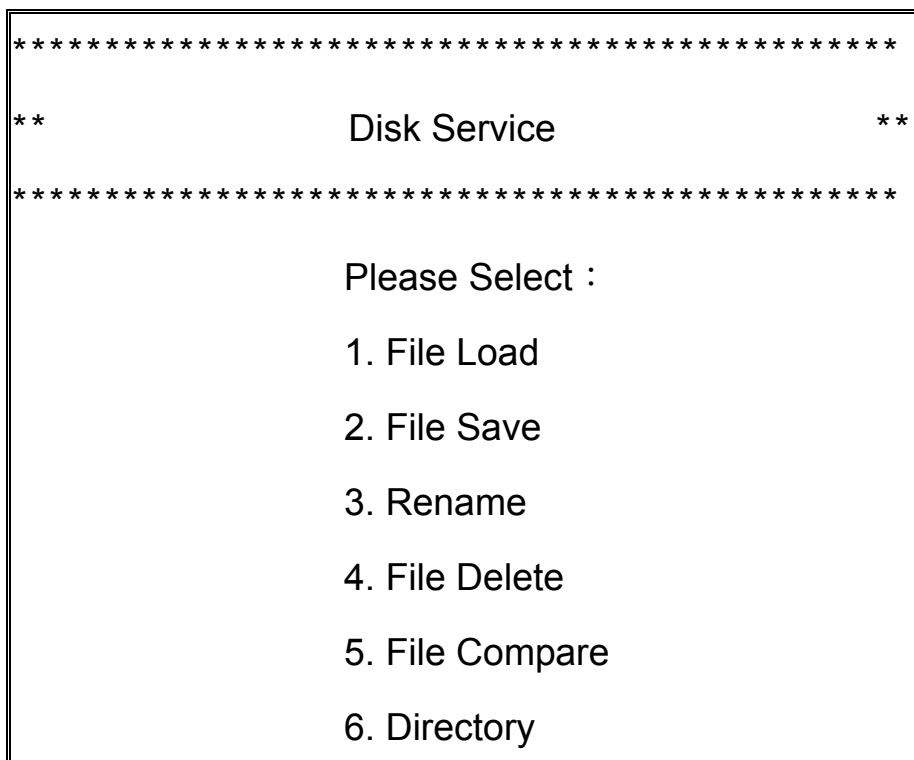 ************************************************
** Disk Service **
************************************************
Please Select：
1. File Load
2. File Save
3. Rename
4. File Delete
5. File Compare
6. Directory